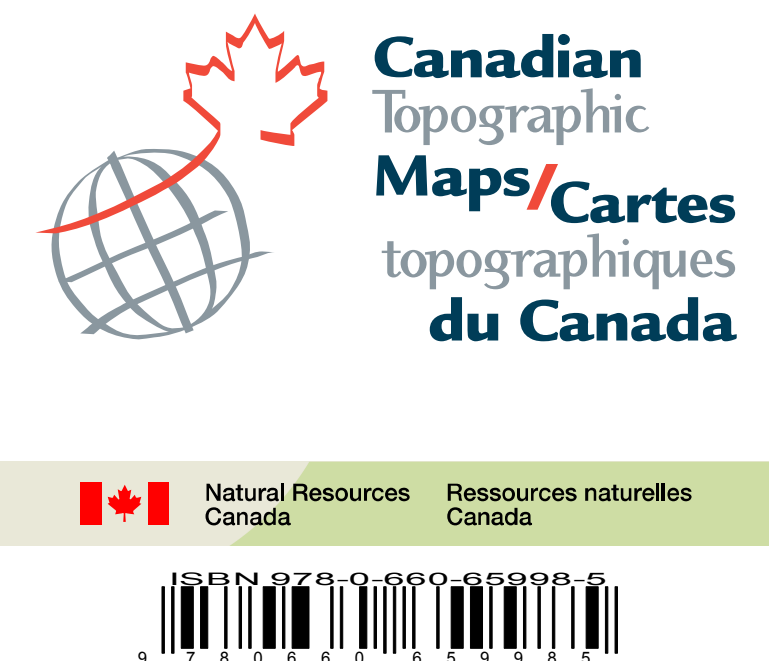 Canadian
Topographic
Maps/Cartes
topographiques
du Canada
Natural Resources
Canada
Ressources naturelles
Canada
ISBN 978-0-660-65998-5
9 780660 659985